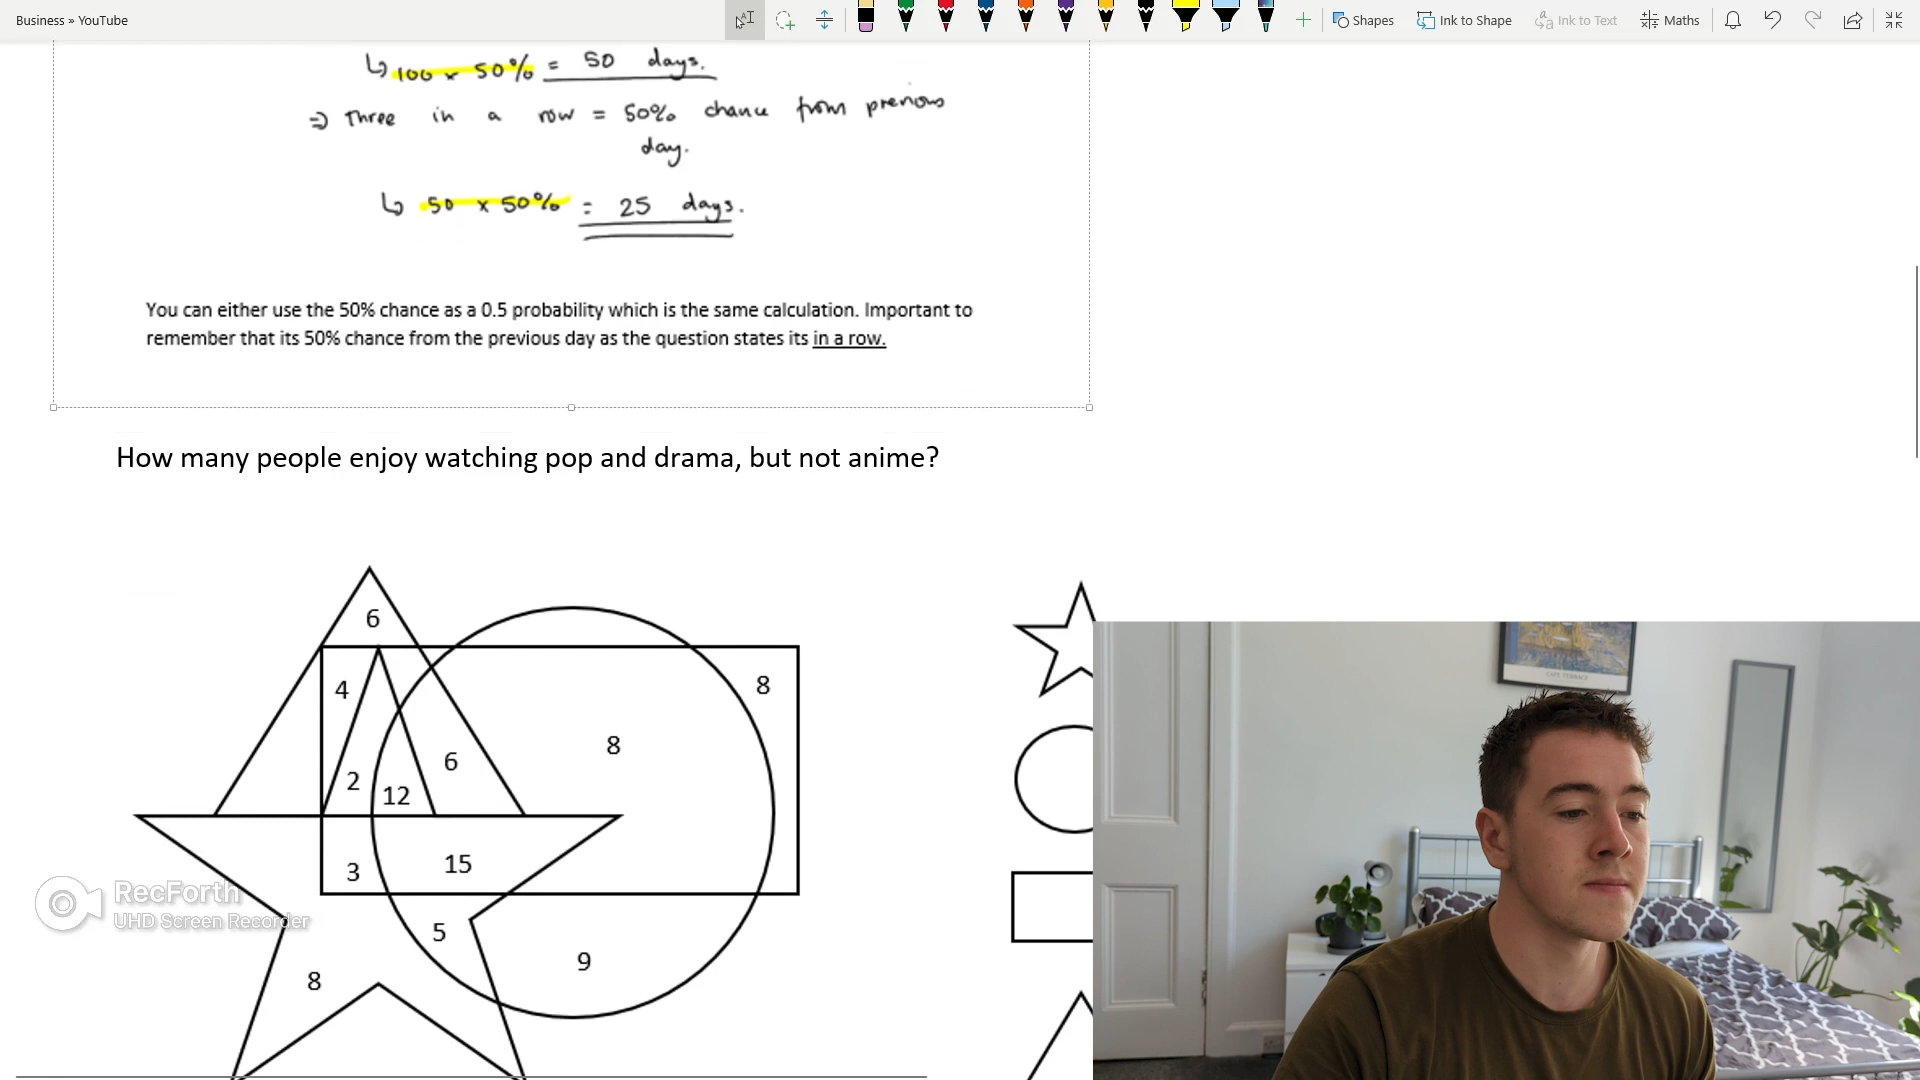 Business » YouTube
Shapes
Ink to Shape
Ink to Text
Maths
↳ 100 x 50% = 50 days.
=> Three in a row = 50% chance from previous
day.
↳ 50 x 50% = 25 days.
You can either use the 50% chance as a 0.5 probability which is the same calculation. Important to
remember that its 50% chance from the previous day as the question states its in a row.
How many people enjoy watching pop and drama, but not anime?
6
4
8
8
6
2
12
3
15
5
9
8
RecForth
UHD Screen Recorder
CAFE TERRACE